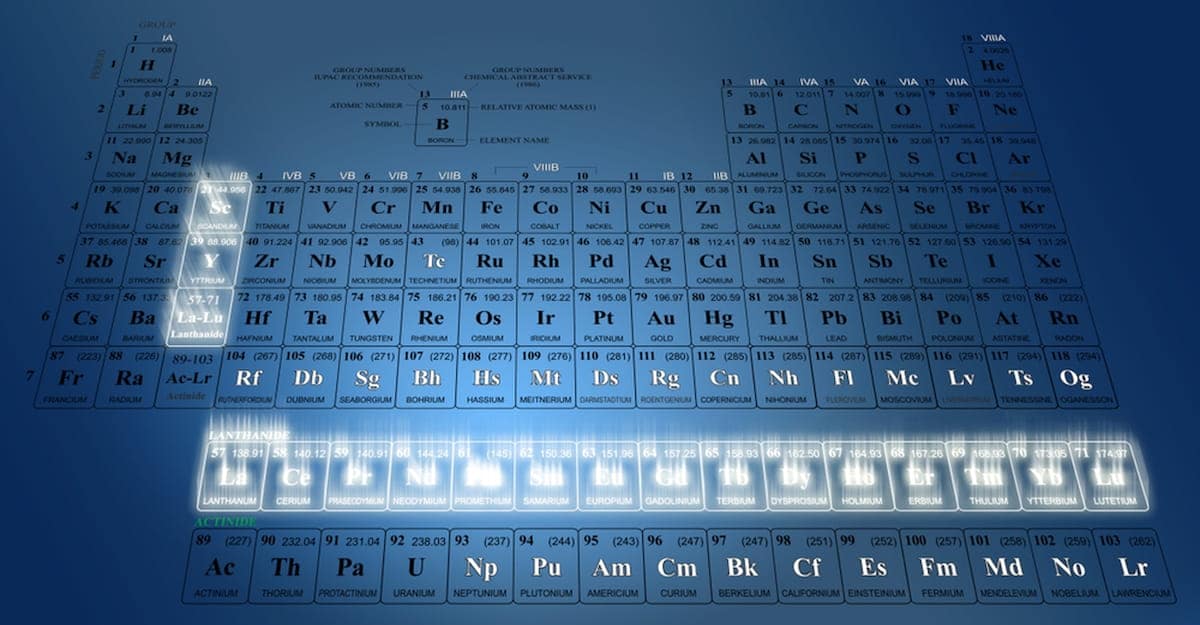 GROUP
PERIOD
1 IA
18 VIIIA
1 1.008
H
HYDROGEN
2 4.0026
He
HELIUM
2 IIA
GROUP NUMBERS
IUPAC RECOMMENDATION
(1985)
GROUP NUMBERS
CHEMICAL ABSTRACT SERVICE
(1986)
13 IIIA
ATOMIC NUMBER
5 10.811
RELATIVE ATOMIC MASS (1)
SYMBOL
B
BORON
ELEMENT NAME
13 IIIA 14 IVA 15 VA 16 VIA 17 VIIA
1
2
3 6.94 4 9.0122 5 10.81 6 12.011 7 14.007 8 15.999 9 18.998 10 20.180
Li Be B C N O F Ne
LITHIUM BERYLLIUM BORON CARBON NITROGEN OXYGEN FLUORINE NEON
3
11 22.990 12 24.305 13 26.982 14 28.085 15 30.974 16 32.06 17 35.45 18 39.948
Na Mg Al Si P S Cl Ar
SODIUM MAGNESIUM ALUMINIUM SILICON PHOSPHORUS SULPHUR CHLORINE
3 IIIB 4 IVB 5 VB 6 VIB 7 VIIB 8 VIIIB 9 10 11 IB 12 IIB
4
19 39.098 20 40.078 21 44.956 22 47.867 23 50.942 24 51.996 25 54.938 26 55.845 27 58.933 28 58.693 29 63.546 30 65.38 31 69.723 32 72.64 33 74.922 34 78.971 35 79.904 36 83.798
K Ca Sc Ti V Cr Mn Fe Co Ni Cu Zn Ga Ge As Se Br Kr
POTASSIUM CALCIUM SCANDIUM TITANIUM VANADIUM CHROMIUM MANGANESE IRON COBALT NICKEL COPPER ZINC GALLIUM GERMANIUM ARSENIC SELENIUM BROMINE KRYPTON
5
37 85.468 38 87.62 39 88.906 40 91.224 41 92.906 42 95.95 43 (98) 44 101.07 45 102.91 46 106.42 47 107.87 48 112.41 49 114.82 50 118.71 51 121.76 52 127.60 53 126.90 54 131.29
Rb Sr Y Zr Nb Mo Tc Ru Rh Pd Ag Cd In Sn Sb Te I Xe
RUBIDIUM STRONTIUM YTTRIUM ZIRCONIUM NIOBIUM MOLYBDENUM TECHNETIUM RUTHENIUM RHODIUM PALLADIUM SILVER CADMIUM INDIUM TIN ANTIMONY TELLURIUM IODINE XENON
6
55 132.91 56 137.3 57-71 72 178.49 73 180.95 74 183.84 75 186.21 76 190.23 77 192.22 78 195.08 79 196.97 80 200.59 81 204.38 82 207.2 83 208.98 84 (209) 85 (210) 86 (222)
Cs Ba La-Lu Hf Ta W Re Os Ir Pt Au Hg Tl Pb Bi Po At Rn
CAESIUM BARIUM Lanthanide HAFNIUM TANTALUM TUNGSTEN RHENIUM OSMIUM IRIDIUM PLATINUM GOLD MERCURY THALLIUM LEAD BISMUTH POLONIUM ASTATINE RADON
7
87 (223) 88 (226) 89-103 104 (267) 105 (268) 106 (271) 107 (272) 108 (277) 109 (276) 110 (281) 111 (280) 112 (285) 113 (285) 114 (287) 115 (289) 116 (291) 117 (294) 118 (294)
Fr Ra Ac-Lr Rf Db Sg Bh Hs Mt Ds Rg Cn Nh Fl Mc Lv Ts Og
FRANCIUM RADIUM Actinide RUTHERFORDIUM DUBNIUM SEABORGIUM BOHRIUM HASSIUM MEITNERIUM DARMSTADTIUM ROENTGENIUM COPERNICIUM NIHONIUM FLEROVIUM MOSCOVIUM LIVERMORIUM TENNESSINE OGANESSON
LANTHANIDE
57 138.91 58 140.12 59 140.91 60 144.24 61 (145) 62 150.36 63 151.96 64 157.25 65 158.93 66 162.50 67 164.93 68 167.26 69 168.93 70 173.05 71 174.97
La Ce Pr Nd Pm Sm Eu Gd Tb Dy Ho Er Tm Yb Lu
LANTHANUM CERIUM PRASEODYMIUM NEODYMIUM PROMETHIUM SAMARIUM EUROPIUM GADOLINIUM TERBIUM DYSPROSIUM HOLMIUM ERBIUM THULIUM YTTERBIUM LUTETIUM
ACTINIDE
89 (227) 90 232.04 91 231.04 92 238.03 93 (237) 94 (244) 95 (243) 96 (247) 97 (247) 98 (251) 99 (252) 100 (257) 101 (258) 102 (259) 103 (262)
Ac Th Pa U Np Pu Am Cm Bk Cf Es Fm Md No Lr
ACTINIUM THORIUM PROTACTINIUM URANIUM NEPTUNIUM PLUTONIUM AMERICIUM CURIUM BERKELIUM CALIFORNIUM EINSTEINIUM FERMIUM MENDELEVIUM NOBELIUM LAWRENCIUM